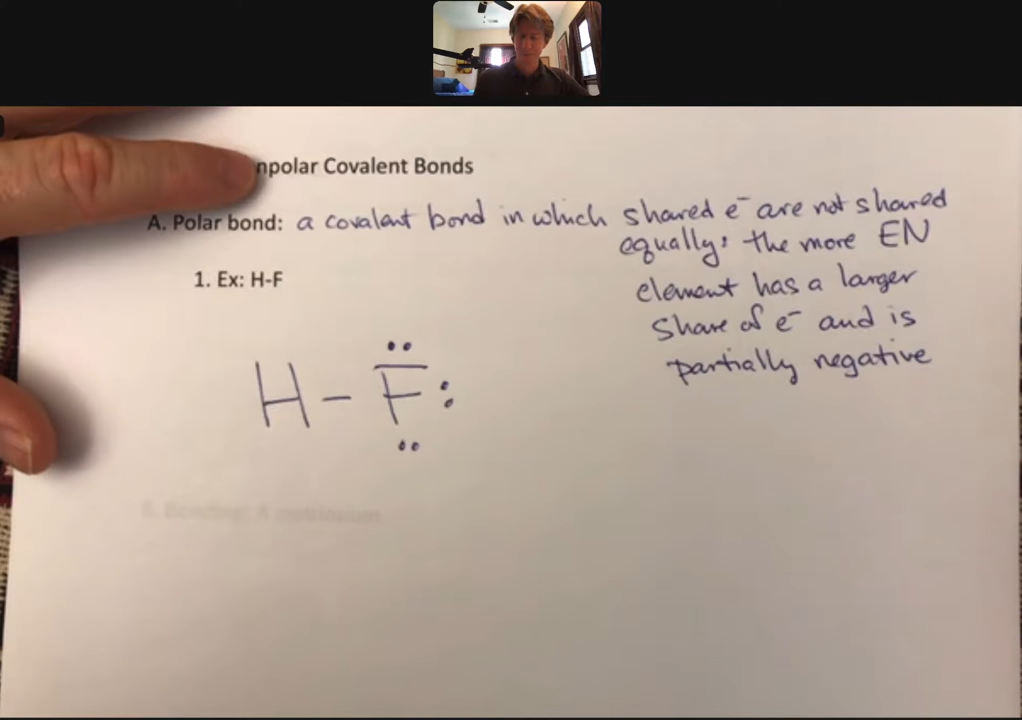 npolar Covalent Bonds
A. Polar bond: a covalent bond in which shared e⁻ are not shared
equally: the more EN
element has a larger
share of e⁻ and is
partially negative
1. Ex: H-F
H – F